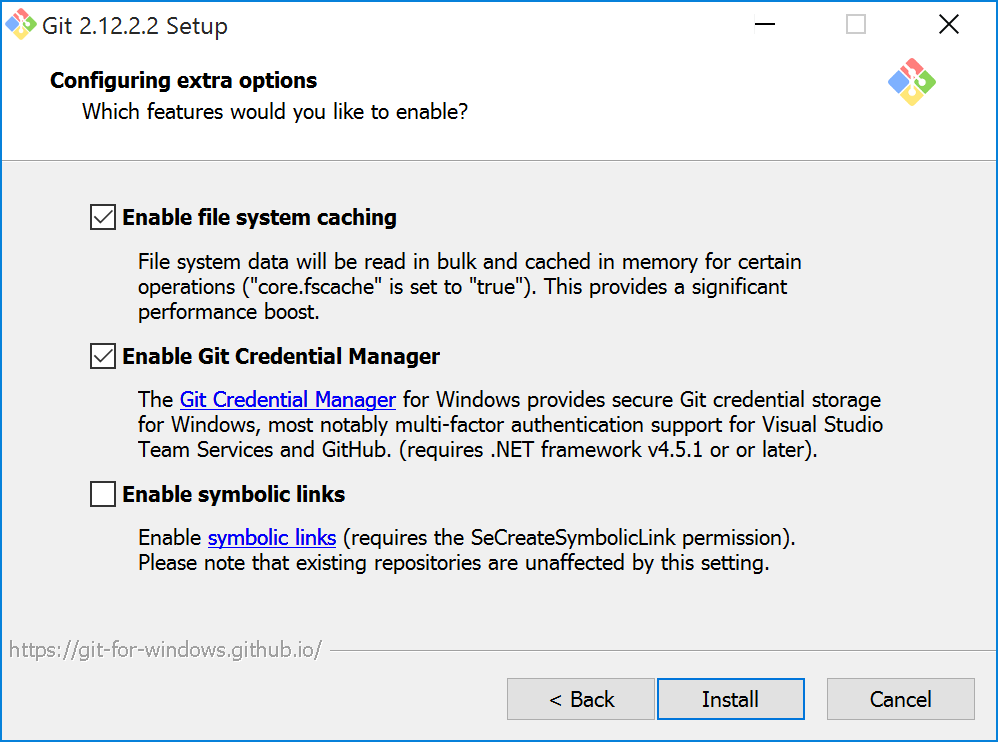 Git 2.12.2.2 Setup
Configuring extra options
Which features would you like to enable?
Enable file system caching
File system data will be read in bulk and cached in memory for certain
operations ("core.fscache" is set to "true"). This provides a significant
performance boost.
Enable Git Credential Manager
The Git Credential Manager for Windows provides secure Git credential storage
for Windows, most notably multi-factor authentication support for Visual Studio
Team Services and GitHub. (requires .NET framework v4.5.1 or or later).
Enable symbolic links
Enable symbolic links (requires the SeCreateSymbolicLink permission).
Please note that existing repositories are unaffected by this setting.
https://git-for-windows.github.io/
< Back Install Cancel